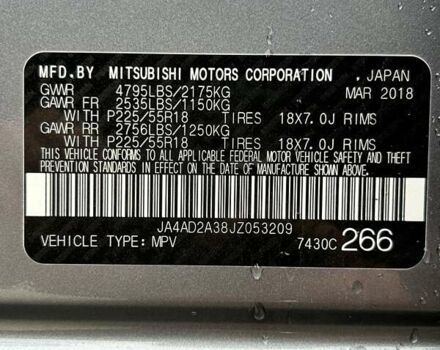 MFD.BY MITSUBISHI MOTORS CORPORATION , JAPAN
GVWR 4795LBS/2175KG MAR 2018
GAWR FR 2535LBS/1150KG
WITH P225/55R18 TIRES 18X7.0J RIMS
GAWR RR 2756LBS/1250KG
WITH P225/55R18 TIRES 18X7.0J RIMS
THIS VEHICLE CONFORMS TO ALL APPLICABLE FEDERAL MOTOR VEHICLE SAFETY, BUMPER, AND THEFT
PREVENTION STANDARDS IN EFFECT ON THE DATE OF MANUFACTURE SHOWN ABOVE.
JA4AD2A38JZ053209
VEHICLE TYPE: MPV 7430C 266